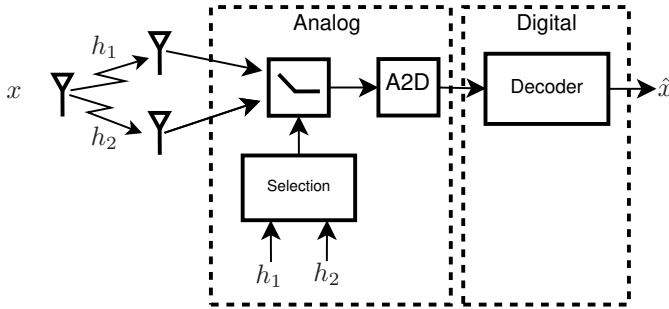 Analog
Digital
h₁
x
A2D
Decoder
x̂
h₂
Selection
h₁
h₂